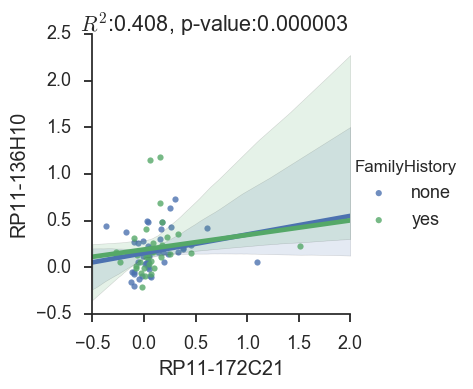 R²:0.408, p-value:0.000003
2.5
2.0
1.5
1.0
0.5
0.0
−0.5
RP11-136H10
−0.5 0.0 0.5 1.0 1.5 2.0
RP11-172C21
FamilyHistory
none
yes